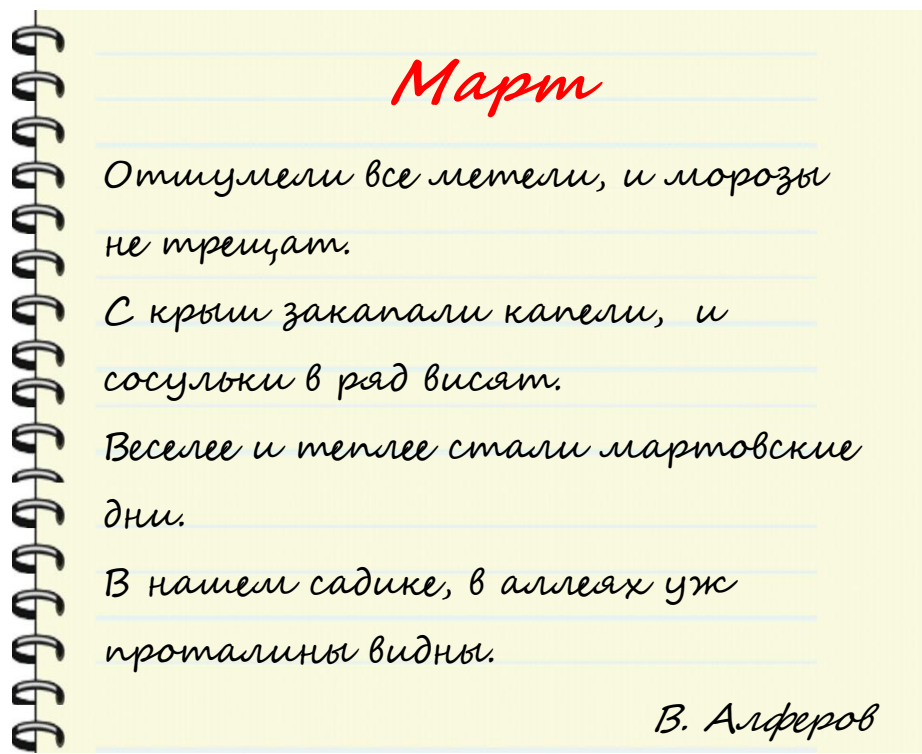 Март
Отшумели все метели, и морозы
не трещат.
С крыш закапали капели, и
сосульки в ряд висят.
Веселее и теплее стали мартовские
дни.
В нашем садике, в аллеях уж
проталины видны.
В. Алферов